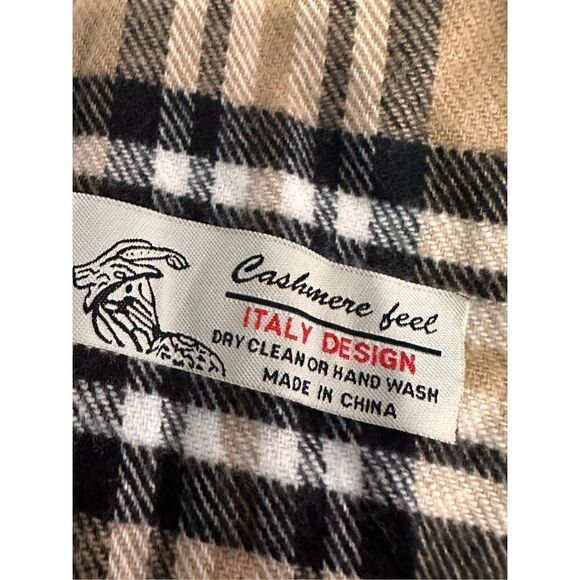 Cashmere feel
ITALY DESIGN
DRY CLEAN OR HAND WASH
MADE IN CHINA